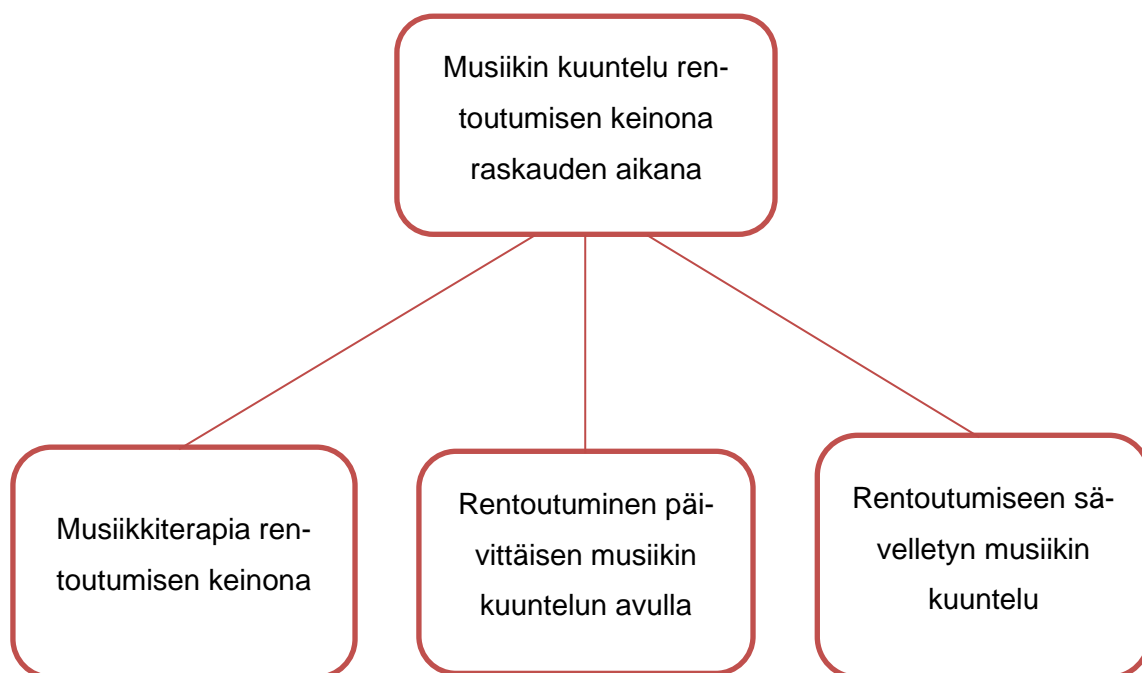 Musiikin kuuntelu ren-
toutumisen keinona
raskauden aikana
Musiikkiterapia ren-
toutumisen keinona
Rentoutuminen päi-
vittäisen musiikin
kuuntelun avulla
Rentoutumiseen sä-
velletyn musiikin
kuuntelu